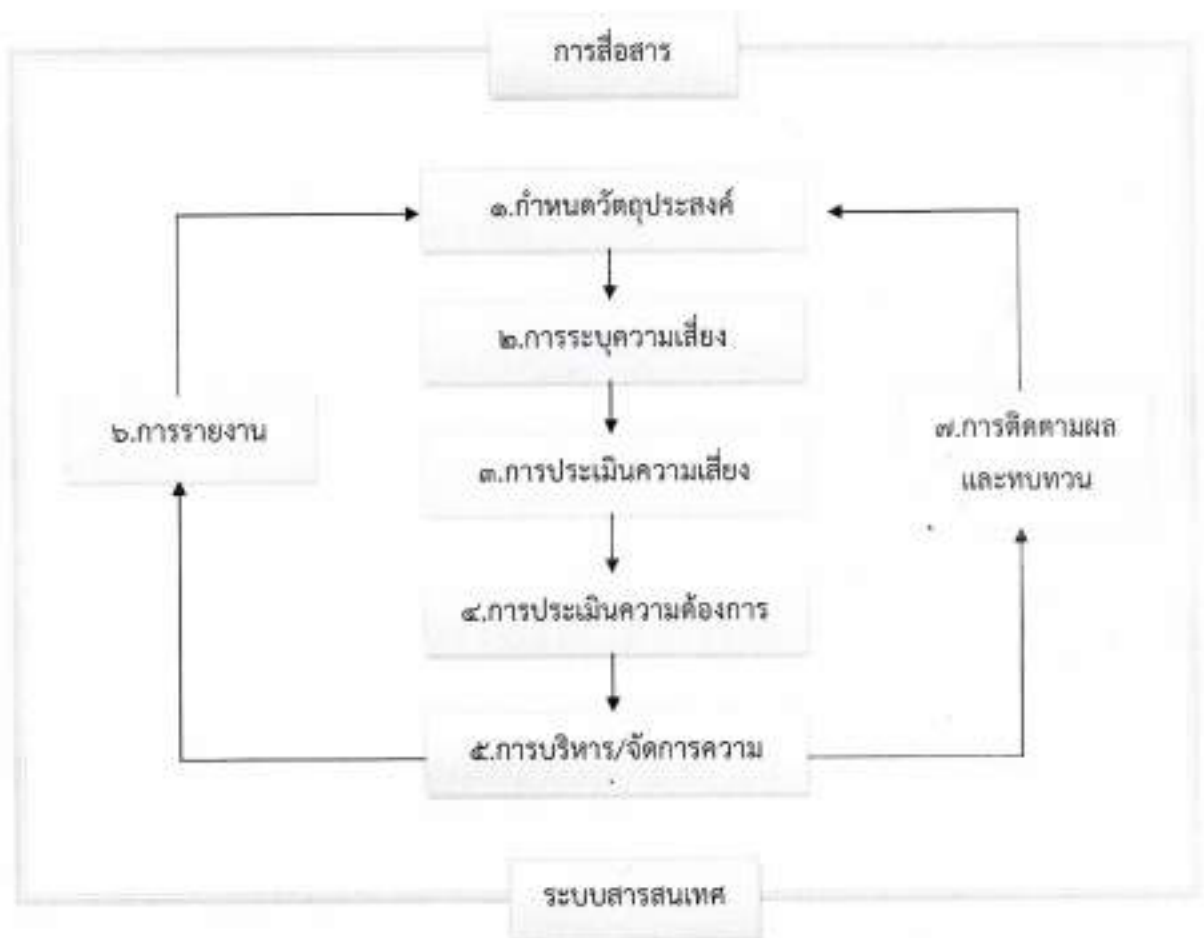 การสื่อสาร
๑.กำหนดวัตถุประสงค์
๒.การระบุความเสี่ยง
๓.การประเมินความเสี่ยง
๔.การประเมินความต้องการ
๕.การบริหาร/จัดการความ
๖.การรายงาน
๗.การติดตามผล
และทบทวน
ระบบสารสนเทศ